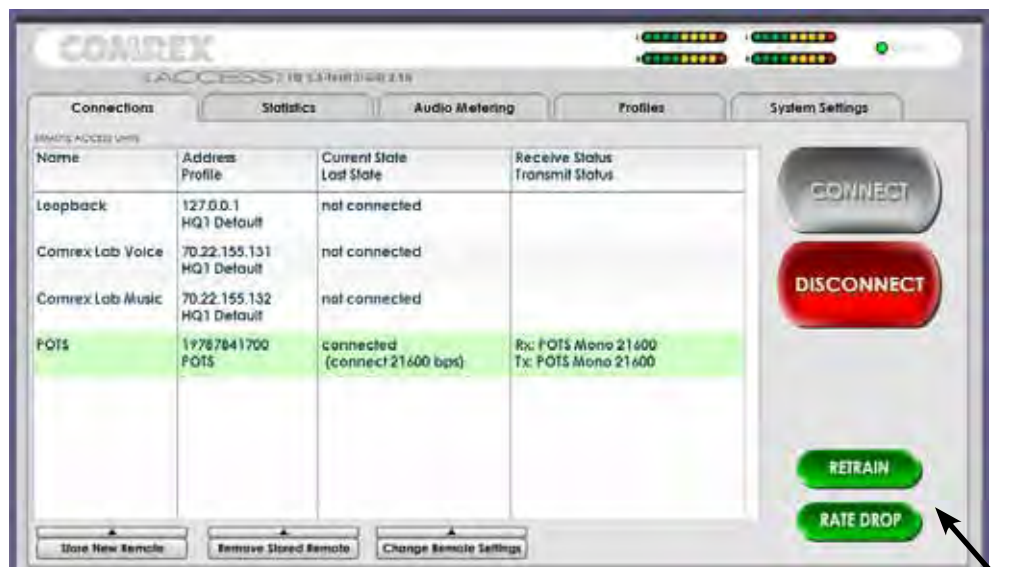 COMREX
ACCESS
Connections Statistics Audio Metering Profiles System Settings
REMOTE ACCESS UNITS
Name Address Current State Receive Status
Profile Last State Transmit Status
Loopback 127.0.0.1 not connected
HQ1 Default
Comrex Lab Voice 70.22.155.131 not connected
HQ1 Default
Comrex Lab Music 70.22.155.132 not connected
HQ1 Default
POTS 19787841700 connected Rx: POTS Mono 21600
POTS (connect 21600 bps) Tx: POTS Mono 21600
CONNECT
DISCONNECT
RETRAIN
RATE DROP
Store New Remote Remove Stored Remote Change Remote Settings